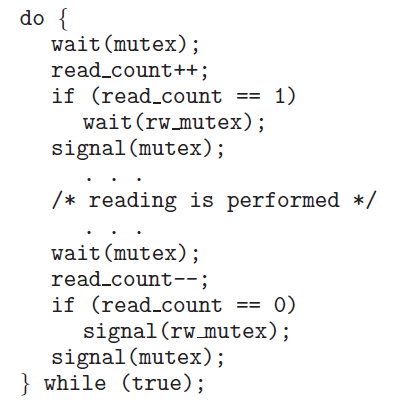 do {
wait(mutex);
read_count++;
if (read_count == 1)
wait(rw_mutex);
signal(mutex);
. . .
/* reading is performed */
. . .
wait(mutex);
read_count--;
if (read_count == 0)
signal(rw_mutex);
signal(mutex);
} while (true);